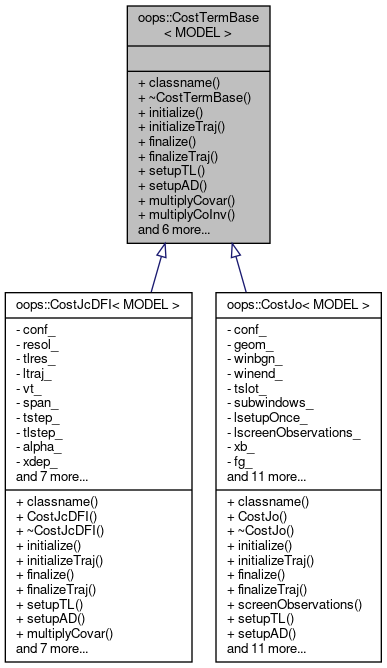 oops::CostTermBase
< MODEL >
+ classname()
+ ~CostTermBase()
+ initialize()
+ initializeTraj()
+ finalize()
+ finalizeTraj()
+ setupTL()
+ setupAD()
+ multiplyCovar()
+ multiplyCoInv()
and 6 more...
oops::CostJcDFI< MODEL >
- conf_
- resol_
- tlres_
- ltraj_
- vt_
- span_
- tstep_
- tlstep_
- alpha_
- xdep_
and 7 more...
+ classname()
+ CostJcDFI()
+ ~CostJcDFI()
+ initialize()
+ initializeTraj()
+ finalize()
+ finalizeTraj()
+ setupTL()
+ setupAD()
+ multiplyCovar()
and 7 more...
oops::CostJo< MODEL >
- conf_
- geom_
- winbgn_
- winend_
- tslot_
- subwindows_
- lsetupOnce_
- lscreenObservations_
- xb_
- fg_
and 11 more...
+ classname()
+ CostJo()
+ ~CostJo()
+ initialize()
+ initializeTraj()
+ finalize()
+ finalizeTraj()
+ screenObservations()
+ setupTL()
+ setupAD()
and 11 more...